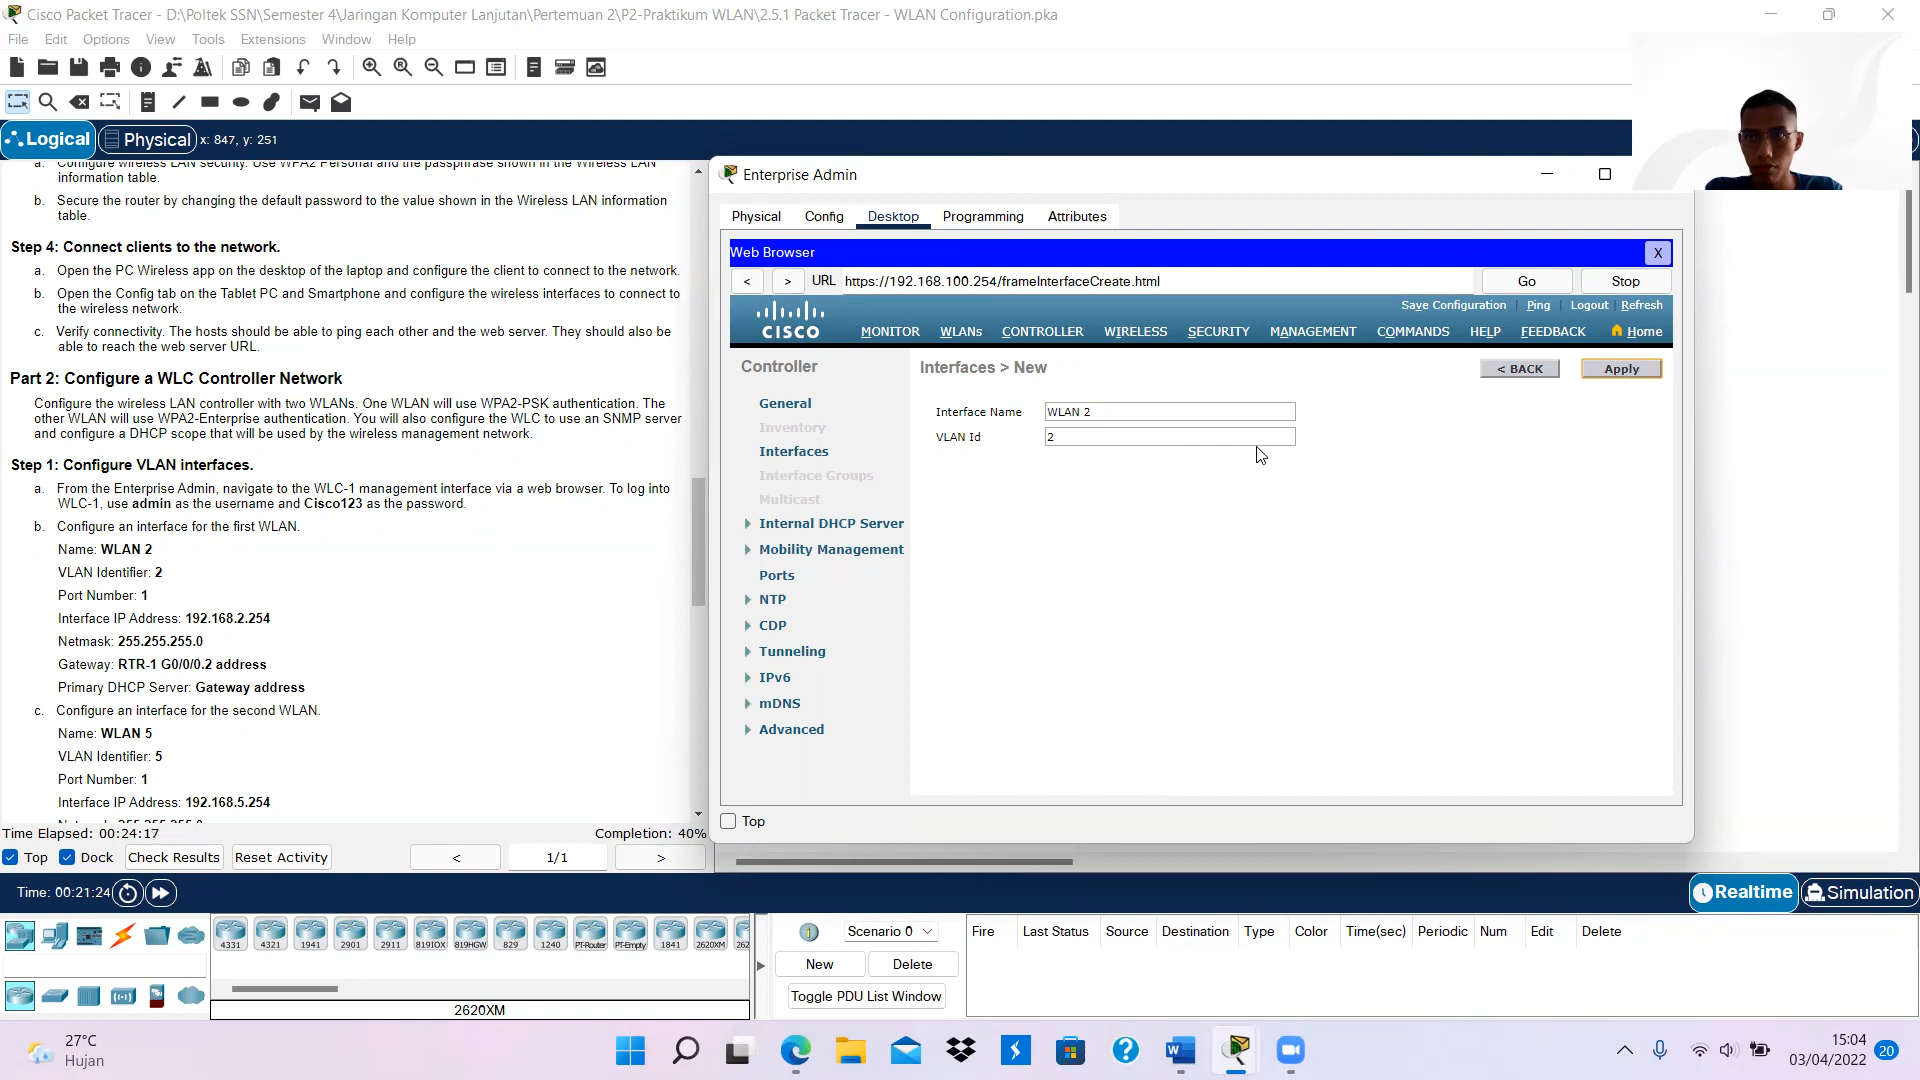 Cisco Packet Tracer - D:\Poltek SSN\Semester 4\Jaringan Komputer Lanjutan\Pertemuan 2\P2-Praktikum WLAN\2.5.1 Packet Tracer - WLAN Configuration.pka
File Edit Options View Tools Extensions Window Help
Logical Physical x: 847, y: 251
a. Configure wireless LAN security. Use WPA2 Personal and the passphrase shown in the Wireless LAN
information table.
b. Secure the router by changing the default password to the value shown in the Wireless LAN information
table.
Step 4: Connect clients to the network.
a. Open the PC Wireless app on the desktop of the laptop and configure the client to connect to the network.
b. Open the Config tab on the Tablet PC and Smartphone and configure the wireless interfaces to connect to
the wireless network.
c. Verify connectivity. The hosts should be able to ping each other and the web server. They should also be
able to reach the web server URL.
Part 2: Configure a WLC Controller Network
Configure the wireless LAN controller with two WLANs. One WLAN will use WPA2-PSK authentication. The
other WLAN will use WPA2-Enterprise authentication. You will also configure the WLC to use an SNMP server
and configure a DHCP scope that will be used by the wireless management network.
Step 1: Configure VLAN interfaces.
a. From the Enterprise Admin, navigate to the WLC-1 management interface via a web browser. To log into
WLC-1, use admin as the username and Cisco123 as the password.
b. Configure an interface for the first WLAN.
Name: WLAN 2
VLAN Identifier: 2
Port Number: 1
Interface IP Address: 192.168.2.254
Netmask: 255.255.255.0
Gateway: RTR-1 G0/0/0.2 address
Primary DHCP Server: Gateway address
c. Configure an interface for the second WLAN.
Name: WLAN 5
VLAN Identifier: 5
Port Number: 1
Interface IP Address: 192.168.5.254
Time Elapsed: 00:24:17 Completion: 40%
Top Dock Check Results Reset Activity < 1/1 >
Enterprise Admin
Physical Config Desktop Programming Attributes
Web Browser X
< > URL https://192.168.100.254/frameInterfaceCreate.html Go Stop
Save Configuration Ping Logout Refresh
CISCO MONITOR WLANs CONTROLLER WIRELESS SECURITY MANAGEMENT COMMANDS HELP FEEDBACK Home
Controller
General
Inventory
Interfaces
Interface Groups
Multicast
Internal DHCP Server
Mobility Management
Ports
NTP
CDP
Tunneling
IPv6
mDNS
Advanced
Interfaces > New < BACK Apply
Interface Name WLAN 2
VLAN Id 2
Top
Time: 00:21:24 Realtime Simulation
4331 4321 1941 2901 2911 819IOX 819HGW 829 1240 PT-Router PT-Empty 1841 2620XM 262
2620XM
Scenario 0
New Delete
Toggle PDU List Window
Fire Last Status Source Destination Type Color Time(sec) Periodic Num Edit Delete
27°C
Hujan
15:04
03/04/2022 20